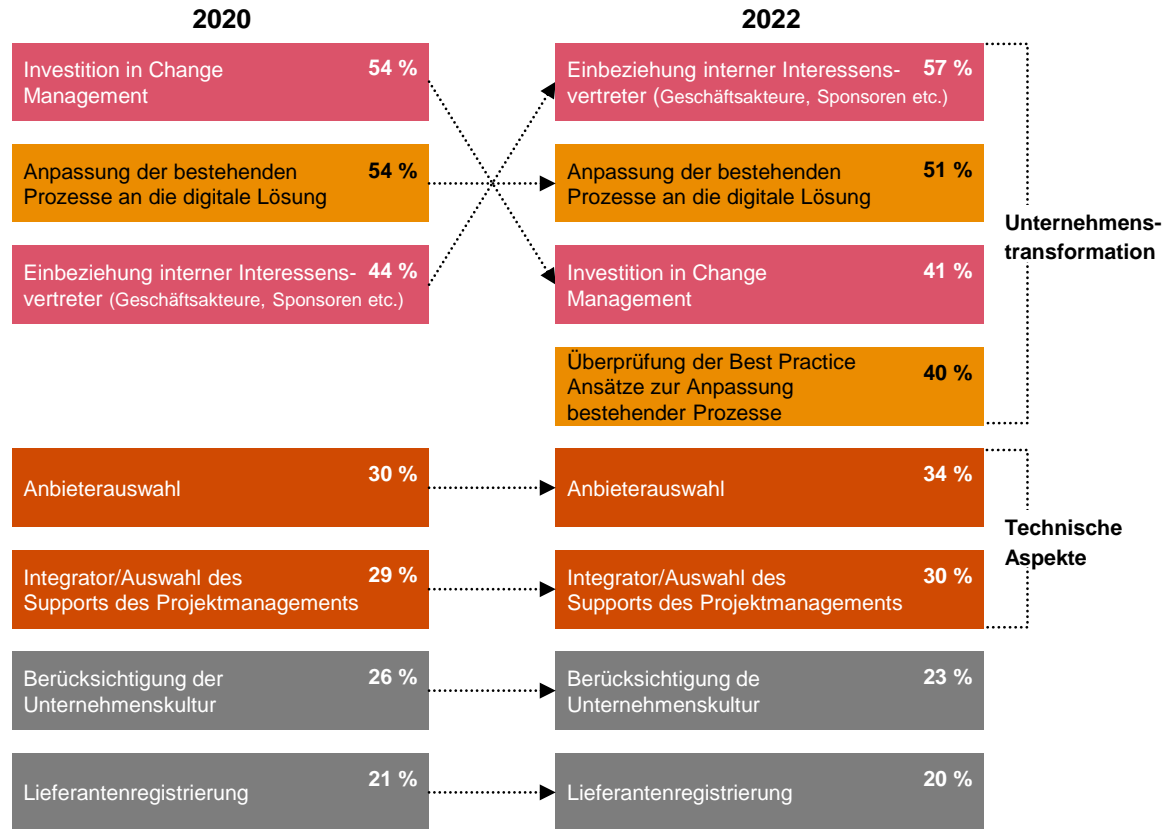 2020
2022
Investition in Change
Management
54 %
Einbeziehung interner Interessens-
vertreter (Geschäftsakteure, Sponsoren etc.)
57 %
Anpassung der bestehenden
Prozesse an die digitale Lösung
54 %
Anpassung der bestehenden
Prozesse an die digitale Lösung
51 %
Unternehmens-
transformation
Einbeziehung interner Interessens-
vertreter (Geschäftsakteure, Sponsoren etc.)
44 %
Investition in Change
Management
41 %
Überprüfung der Best Practice
Ansätze zur Anpassung
bestehender Prozesse
40 %
Anbieterauswahl
30 %
Anbieterauswahl
34 %
Technische
Aspekte
Integrator/Auswahl des
Supports des Projektmanagements
29 %
Integrator/Auswahl des
Supports des Projektmanagements
30 %
Berücksichtigung der
Unternehmenskultur
26 %
Berücksichtigung de
Unternehmenskultur
23 %
Lieferantenregistrierung
21 %
Lieferantenregistrierung
20 %